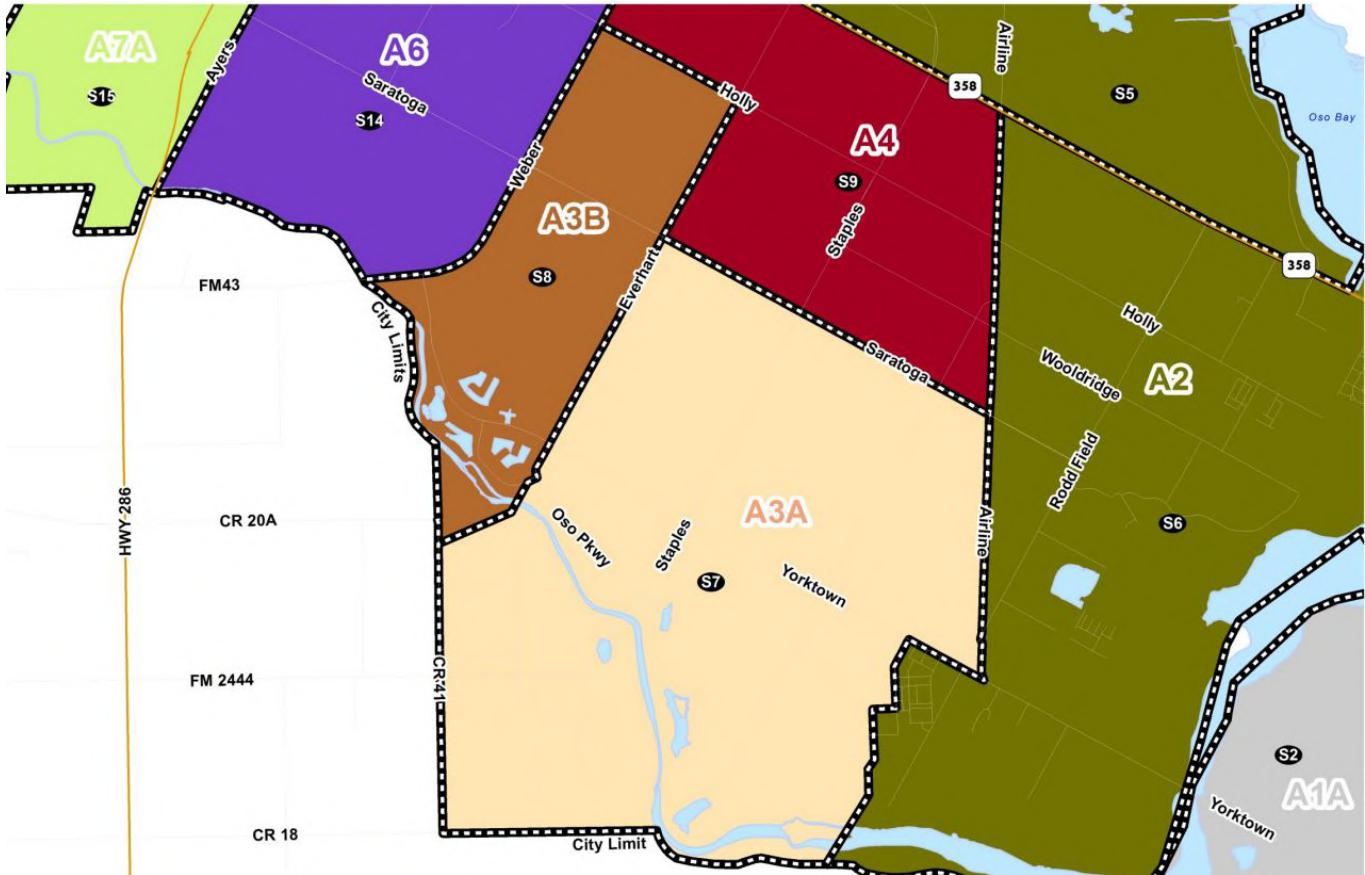 A7A
Ayers
A6
Saratoga
S15
S14
Weber
Holly
Airline
358
S5
Oso Bay
A4
S9
Staples
A3B
S8
Everhart
FM43
City Limits
358
Holly
Wooldridge
A2
Saratoga
Rodd Field
HWY 286
CR 20A
Oso Pkwy
Staples
A3A
Airline
S6
S7
Yorktown
FM 2444
CR 41
S2
A1A
Yorktown
CR 18
City Limit